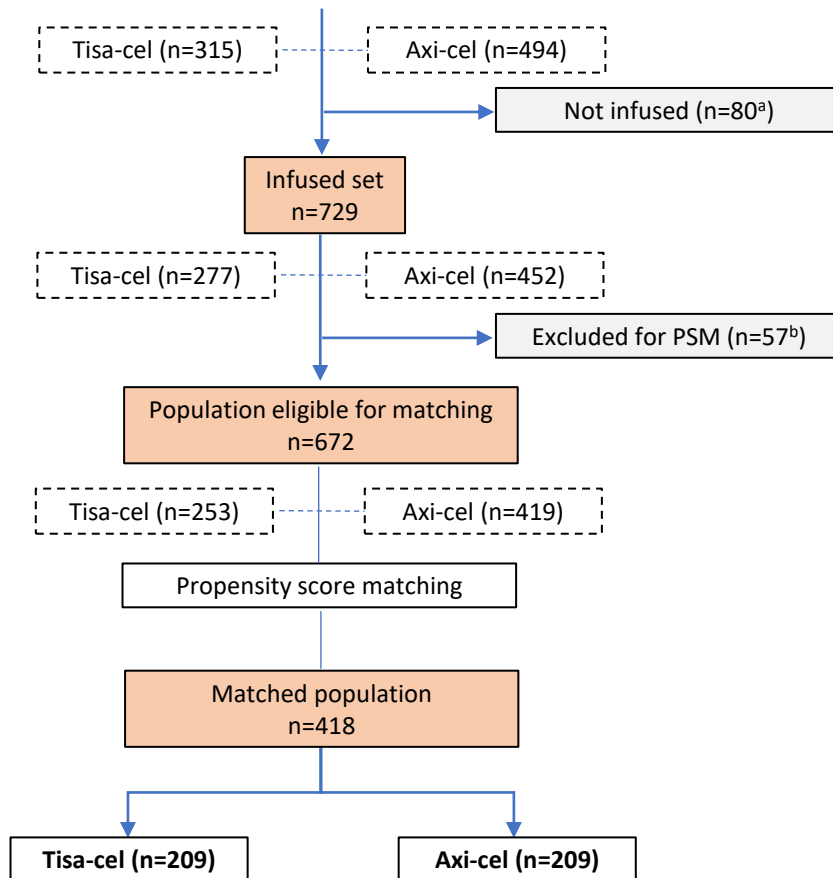 Tisa-cel (n=315)
Axi-cel (n=494)
Not infused (n=80ᵃ)
Infused set
n=729
Tisa-cel (n=277)
Axi-cel (n=452)
Excluded for PSM (n=57ᵇ)
Population eligible for matching
n=672
Tisa-cel (n=253)
Axi-cel (n=419)
Propensity score matching
Matched population
n=418
Tisa-cel (n=209)
Axi-cel (n=209)